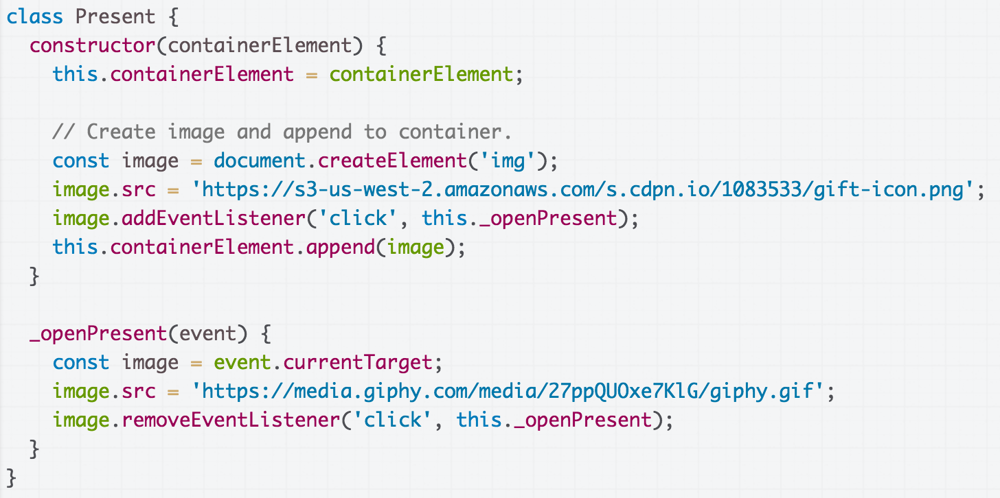 class Present {
  constructor(containerElement) {
    this.containerElement = containerElement;

    // Create image and append to container.
    const image = document.createElement('img');
    image.src = 'https://s3-us-west-2.amazonaws.com/s.cdpn.io/1083533/gift-icon.png';
    image.addEventListener('click', this._openPresent);
    this.containerElement.append(image);
  }

  _openPresent(event) {
    const image = event.currentTarget;
    image.src = 'https://media.giphy.com/media/27ppQUOxe7KlG/giphy.gif';
    image.removeEventListener('click', this._openPresent);
  }
}